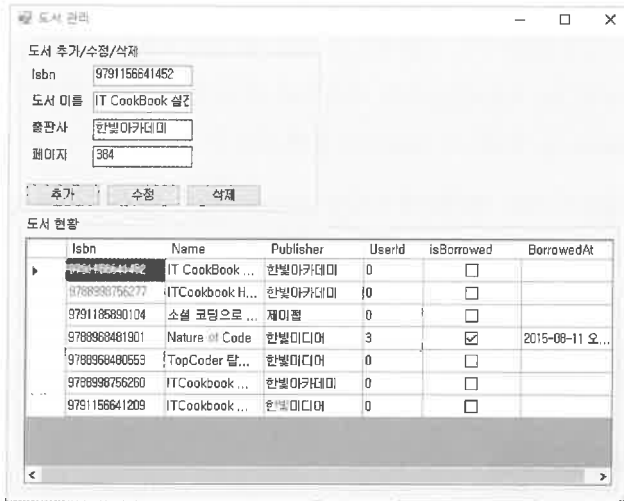 도서 관리
도서 추가/수정/삭제
Isbn 9791156641452
도서 이름 IT CookBook 실전
출판사 한빛아카데미
페이지 384
추가 수정 삭제
도서 현황
Isbn Name Publisher UserId isBorrowed BorrowedAt
9791156641452 IT CookBook ... 한빛아카데미 0
9788998756277 ITCookbook H... 한빛아카데미 0
9791185890104 소셜 코딩으로 ... 제이펍 0
9788968481901 Nature of Code 한빛미디어 3 2015-08-11 오...
9788968480553 TopCoder 탑... 한빛미디어 0
9788998756260 ITCookbook ... 한빛아카데미 0
9791156641209 ITCookbook ... 한빛미디어 0